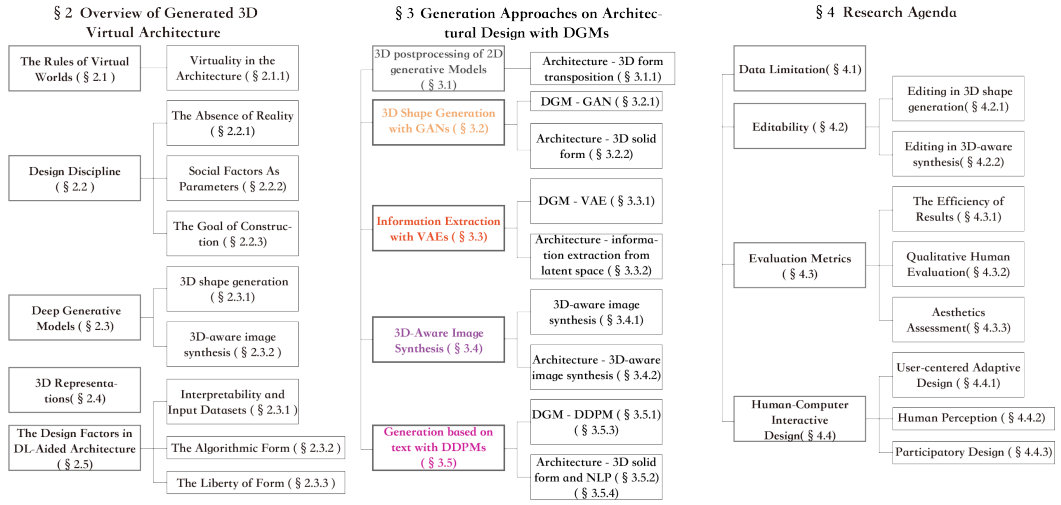 § 2 Overview of Generated 3D
Virtual Architecture
The Rules of Virtual
Worlds ( § 2.1 )
Virtuality in the
Architecture ( § 2.1.1)
Design Discipline
( § 2.2 )
The Absence of Reality
( § 2.2.1)
Social Factors As
Parameters ( § 2.2.2)
The Goal of Construc-
tion ( § 2.2.3)
Deep Generative
Models ( § 2.3)
3D shape generation
( § 2.3.1)
3D-aware image
synthesis ( § 2.3.2 )
3D Representa-
tions( § 2.4)
The Design Factors in
DL-Aided Architecture
( § 2.5)
Interpretability and
Input Datasets ( § 2.3.1 )
The Algorithmic Form ( § 2.3.2 )
The Liberty of Form ( § 2.3.3 )
§ 3 Generation Approaches on Architec-
tural Design with DGMs
3D postprocessing of 2D
generative Models
( § 3.1)
Architecture - 3D form
transposition ( § 3.1.1)
3D Shape Generation
with GANs ( § 3.2)
DGM - GAN ( § 3.2.1)
Architecture - 3D solid
form ( § 3.2.2)
Information Extraction
with VAEs ( § 3.3)
DGM - VAE ( § 3.3.1)
Architecture - informa-
tion extraction from
latent space ( § 3.3.2)
3D-Aware Image
Synthesis ( § 3.4)
3D-aware image
synthesis ( § 3.4.1)
Architecture - 3D-aware
image synthesis ( § 3.4.2)
Generation based on
text with DDPMs
( § 3.5)
DGM - DDPM ( § 3.5.1)
( § 3.5.3)
Architecture - 3D solid
form and NLP ( § 3.5.2)
( § 3.5.4)
§ 4 Research Agenda
Data Limitation( § 4.1)
Editability ( § 4.2)
Editing in 3D shape
generation( § 4.2.1)
Editing in 3D-aware
synthesis( § 4.2.2)
Evaluation Metrics
( § 4.3)
The Efficiency of
Results ( § 4.3.1)
Qualitative Human
Evaluation( § 4.3.2)
Aesthetics
Assessment( § 4.3.3)
Human-Computer
Interactive
Design( § 4.4)
User-centered Adaptive
Design ( § 4.4.1)
Human Perception ( § 4.4.2)
Participatory Design ( § 4.4.3)